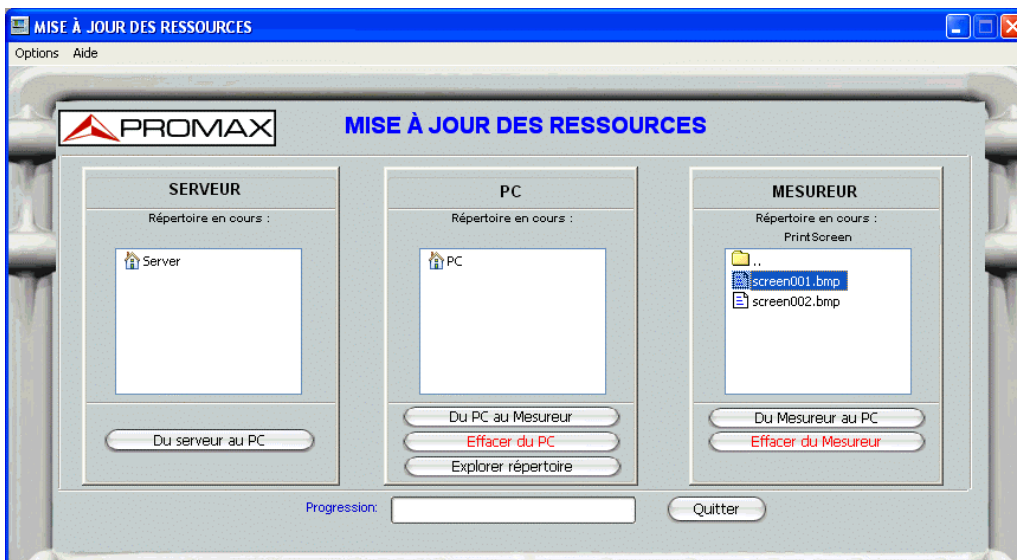 MISE À JOUR DES RESSOURCES
Options Aide
PROMAX
MISE À JOUR DES RESSOURCES
SERVEUR
Répertoire en cours :
Server
Du serveur au PC
PC
Répertoire en cours :
PC
Du PC au Mesureur
Effacer du PC
Explorer répertoire
MESUREUR
Répertoire en cours :
PrintScreen
..
screen001.bmp
screen002.bmp
Du Mesureur au PC
Effacer du Mesureur
Progression:
Quitter